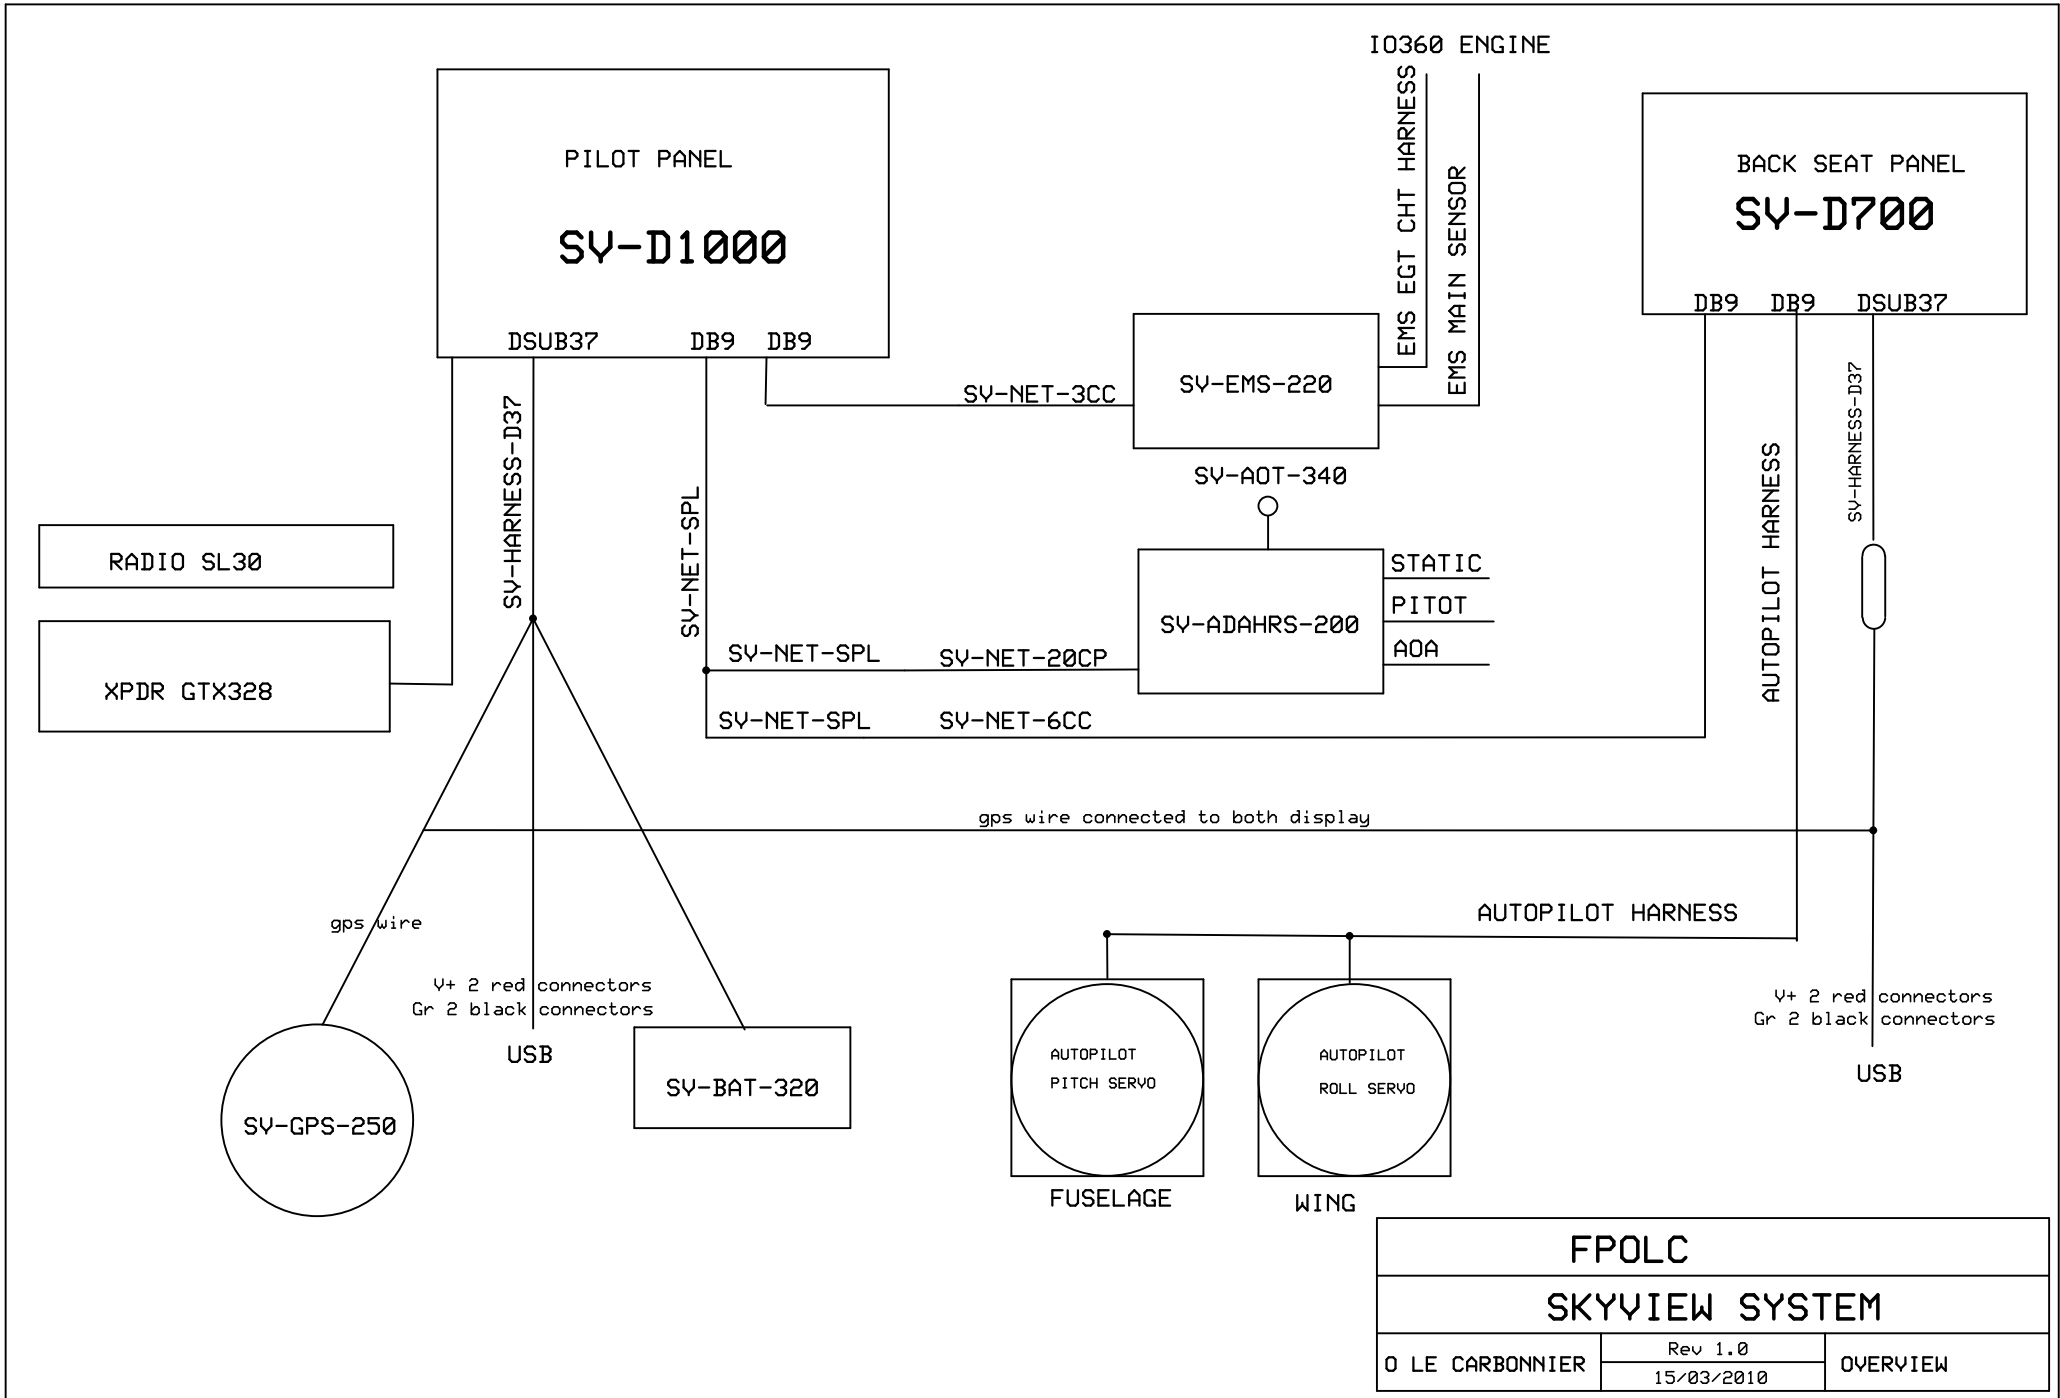 IO360 ENGINE
PILOT PANEL
SV-D1000
DSUB37
DB9
DB9
EMS EGT CHT HARNESS
EMS MAIN SENSOR
BACK SEAT PANEL
SV-D700
DB9
DB9
DSUB37
SV-NET-3CC
SV-EMS-220
SV-HARNESS-D37
SV-NET-SPL
SV-AOT-340
AUTOPILOT HARNESS
SV-HARNESS-D37
RADIO SL30
XPDR GTX328
STATIC
PITOT
AOA
SV-ADAHRS-200
SV-NET-SPL
SV-NET-20CP
SV-NET-SPL
SV-NET-6CC
gps wire connected to both display
gps wire
AUTOPILOT HARNESS
V+ 2 red connectors
Gr 2 black connectors
USB
V+ 2 red connectors
Gr 2 black connectors
USB
SV-GPS-250
SV-BAT-320
AUTOPILOT
PITCH SERVO
AUTOPILOT
ROLL SERVO
FUSELAGE
WING
FPOLC
SKYVIEW SYSTEM
O LE CARBONNIER
Rev 1.0
15/03/2010
OVERVIEW